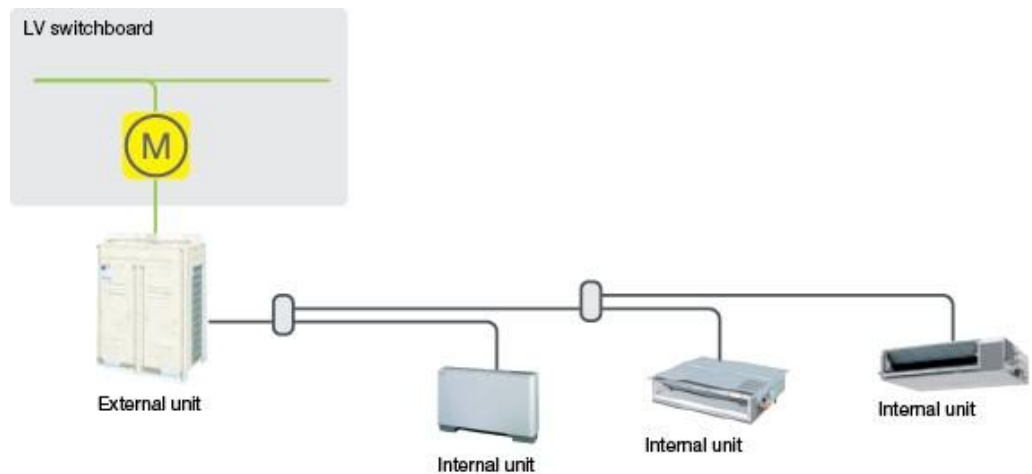 LV switchboard
M
External unit
Internal unit
Internal unit
Internal unit